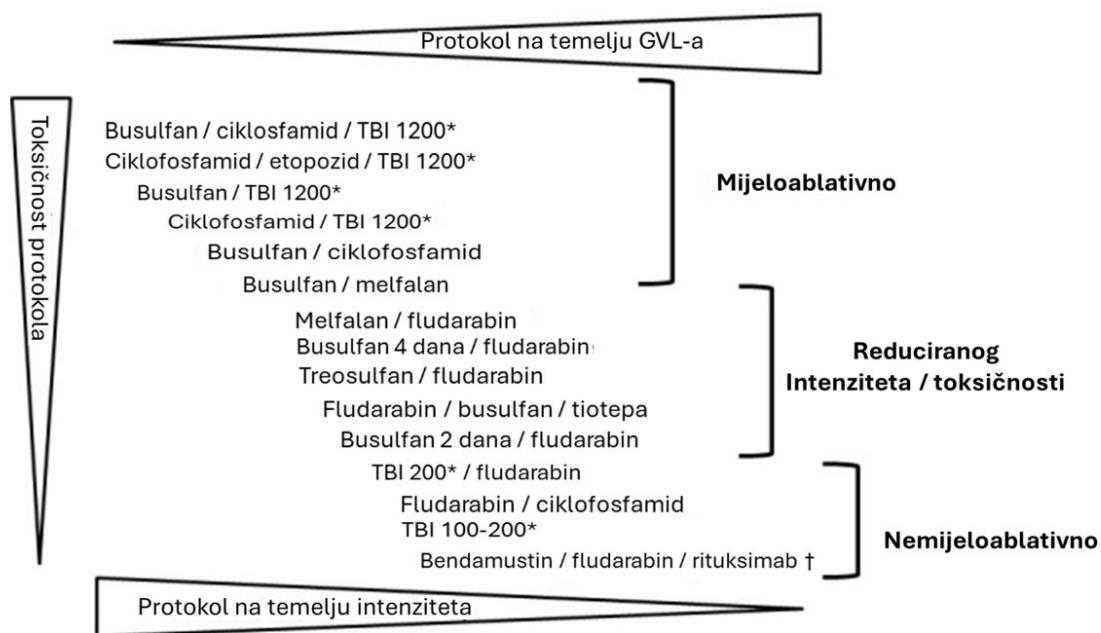 Protokol na temelju GVL-a
Toksičnost protokola
Busulfan / ciklosfamid / TBI 1200*
Ciklofosfamid / etopozid / TBI 1200*
Busulfan / TBI 1200*
Ciklofosfamid / TBI 1200*
Busulfan / ciklofosfamid
Busulfan / melfalan
Mijeloablativno
Melfalan / fludarabin
Busulfan 4 dana / fludarabin
Treosulfan / fludarabin
Fludarabin / busulfan / tiotepa
Busulfan 2 dana / fludarabin
Reduciranog
Intenziteta / toksičnosti
TBI 200* / fludarabin
Fludarabin / ciklofosfamid
TBI 100-200*
Bendamustin / fludarabin / rituksimab †
Nemijeloablativno
Protokol na temelju intenziteta